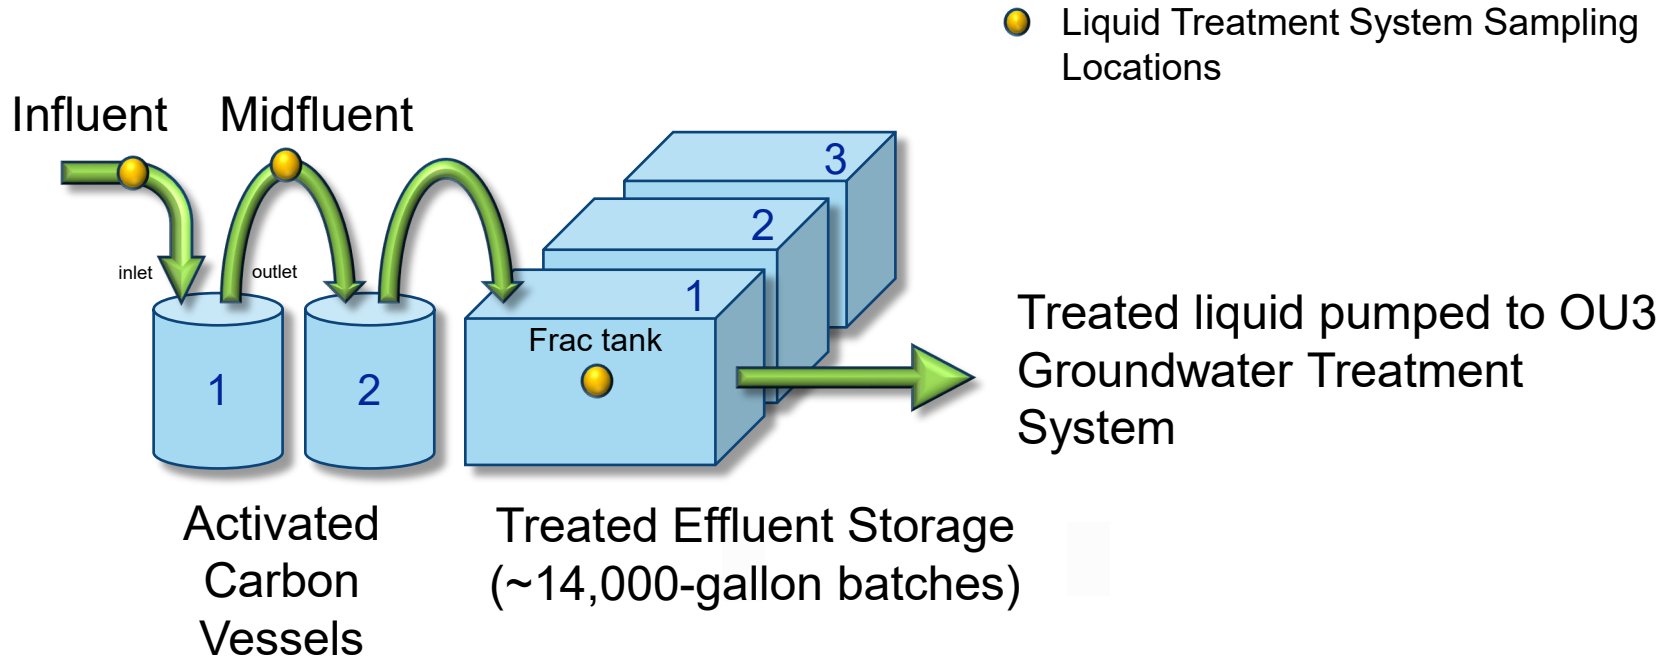 Liquid Treatment System Sampling
Locations
Influent
Midfluent
inlet
outlet
1
2
3
2
1
Frac tank
Treated liquid pumped to OU3
Groundwater Treatment
System
Activated
Carbon
Vessels
Treated Effluent Storage
(~14,000-gallon batches)